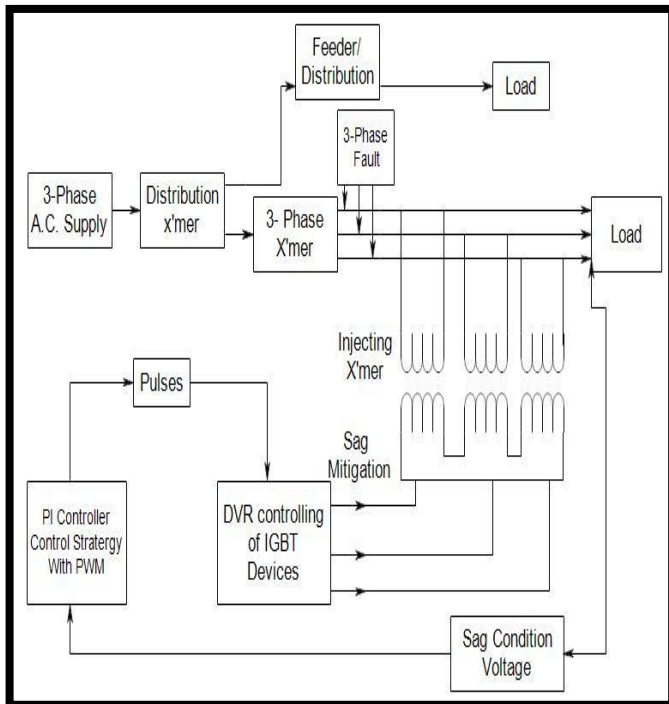 Feeder/
Distribution
Load
3-Phase
Fault
3-Phase
A.C. Supply
Distribution
x'mer
3- Phase
X'mer
Load
Injecting
X'mer
Pulses
Sag
Mitigation
PI Controller
Control Stratergy
With PWM
DVR controlling
of IGBT
Devices
Sag Condition
Voltage